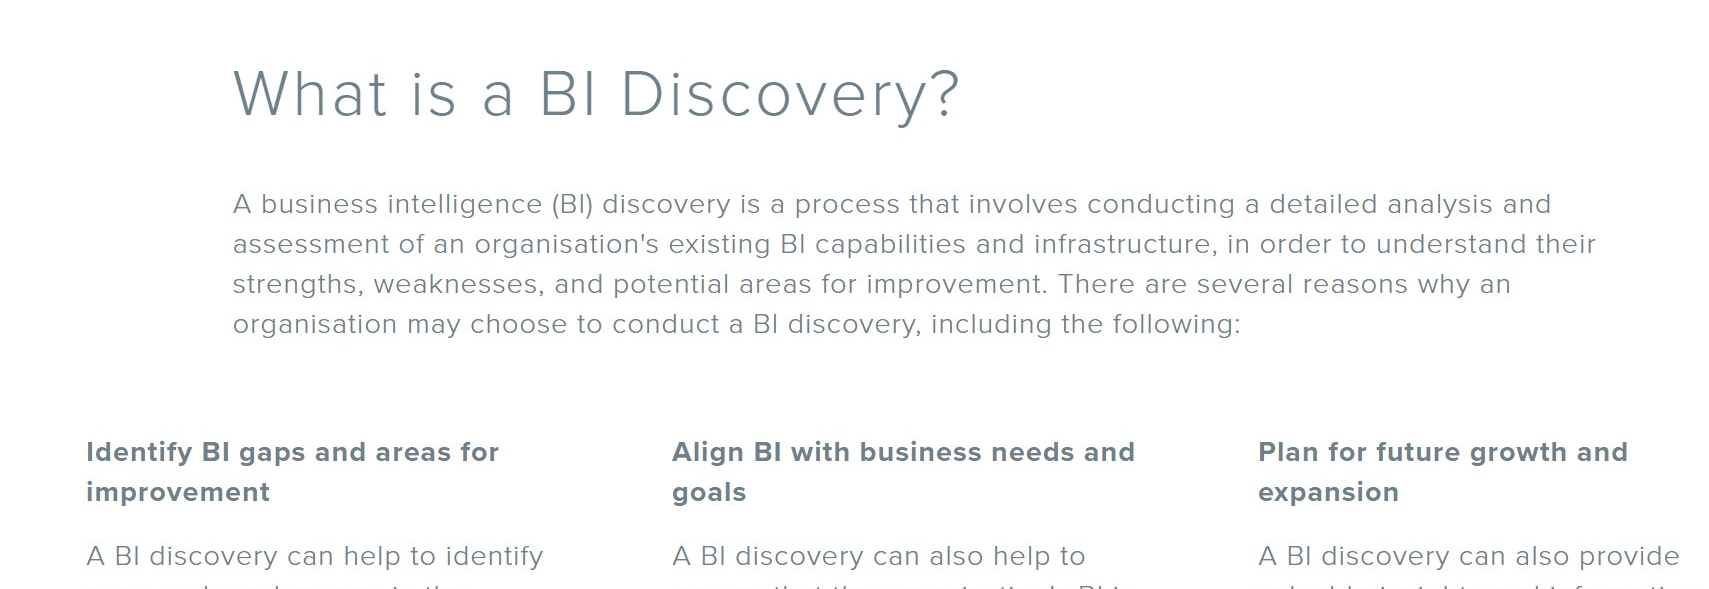 What is a BI Discovery?
A business intelligence (BI) discovery is a process that involves conducting a detailed analysis and
assessment of an organisation's existing BI capabilities and infrastructure, in order to understand their
strengths, weaknesses, and potential areas for improvement. There are several reasons why an
organisation may choose to conduct a BI discovery, including the following:
Identify BI gaps and areas for
improvement
A BI discovery can help to identify
Align BI with business needs and
goals
A BI discovery can also help to
Plan for future growth and
expansion
A BI discovery can also provide